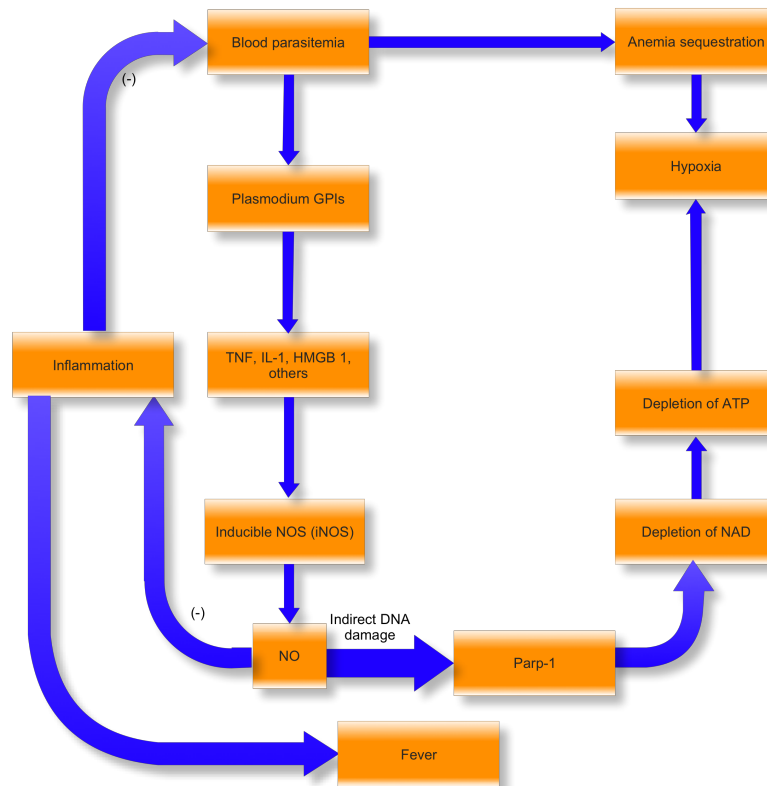 Blood parasitemia
Anemia sequestration
(-)
Hypoxia
Plasmodium GPIs
Inflammation
TNF, IL-1, HMGB 1,
others
Depletion of ATP
Inducible NOS (iNOS)
Depletion of NAD
(-)
Indirect DNA
damage
NO
Parp-1
Fever